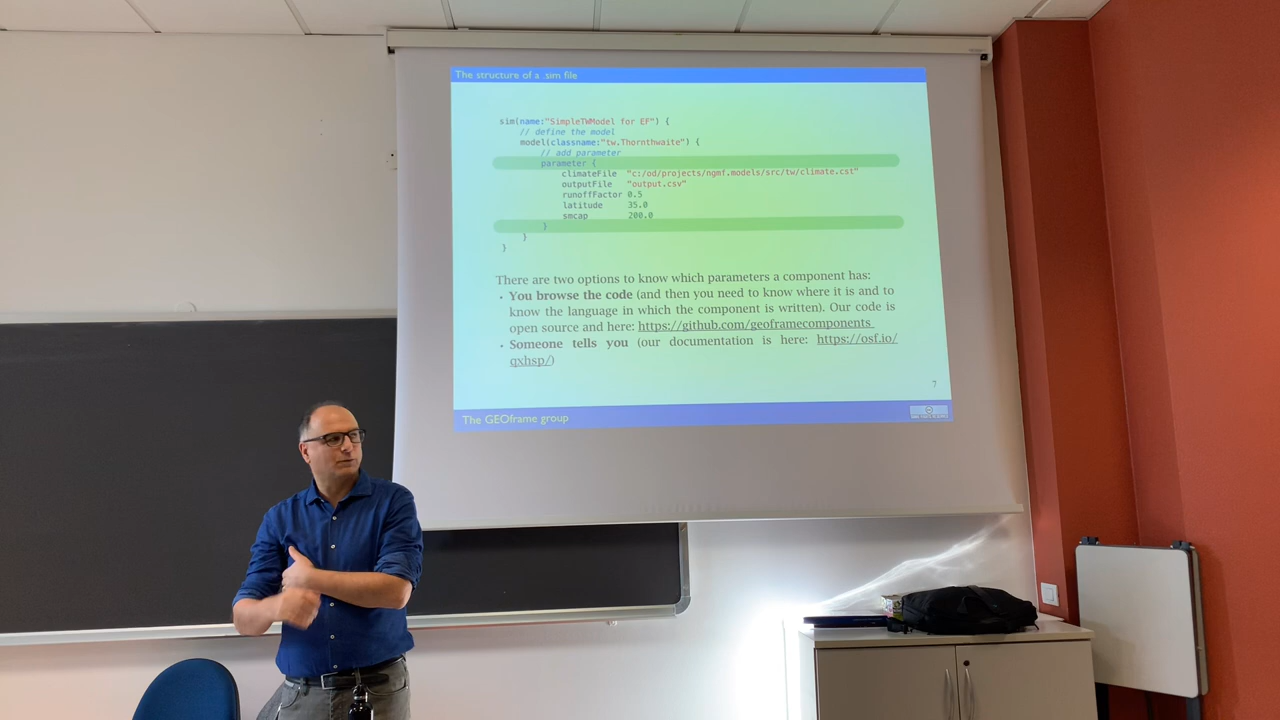 The structure of a .sim file
sim(name:"SimpleTWModel for EF") {
// define the model
model(classname:"tw.Thornthwaite") {
// add parameter
parameter {
climateFile "c:/od/projects/ngmf.models/src/tw/climate.cst"
outputFile "output.csv"
runoffFactor 0.5
latitude 35.0
smcap 200.0
}
}
}
There are two options to know which parameters a component has:
• You browse the code (and then you need to know where it is and to
know the language in which the component is written). Our code is
open source and here: https://github.com/geoframecomponents
• Someone tells you (our documentation is here: https://osf.io/
qxhsp/)
7
The GEOframe group